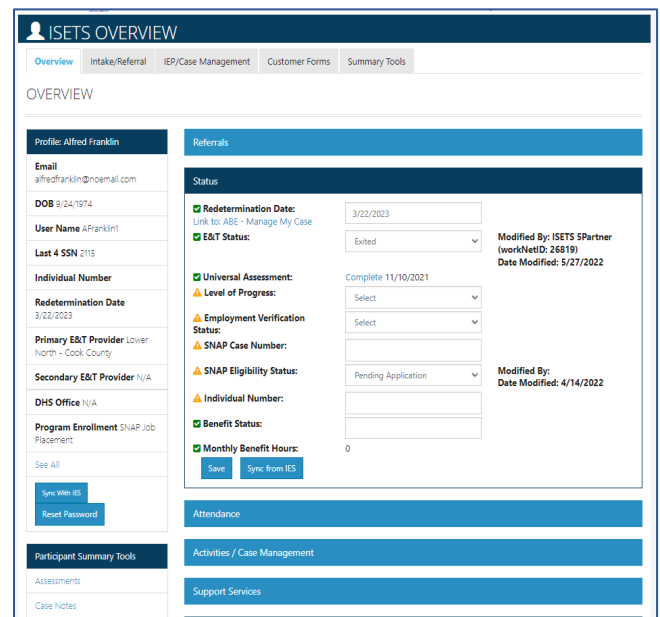 ISETS OVERVIEW
Overview Intake/Referral IEP/Case Management Customer Forms Summary Tools
OVERVIEW
Profile: Alfred Franklin
Email
alfredfranklin@noemail.com
DOB 9/24/1974
User Name AFranklin1
Last 4 SSN 2115
Individual Number
Redetermination Date
3/22/2023
Primary E&T Provider Lower
North - Cook County
Secondary E&T Provider N/A
DHS Office N/A
Program Enrollment SNAP Job
Placement
See All
Sync With IES
Reset Password
Participant Summary Tools
Assessments
Case Notes
Referrals
Status
Redetermination Date: 3/22/2023
Link to: ABE - Manage My Case
E&T Status: Exited Modified By: ISETS 5Partner
(workNetID: 26819)
Date Modified: 5/27/2022
Universal Assessment: Complete 11/10/2021
Level of Progress: Select
Employment Verification Select
Status:
SNAP Case Number:
SNAP Eligibility Status: Pending Application Modified By:
Date Modified: 4/14/2022
Individual Number:
Benefit Status:
Monthly Benefit Hours: 0
Save Sync from IES
Attendance
Activities / Case Management
Support Services